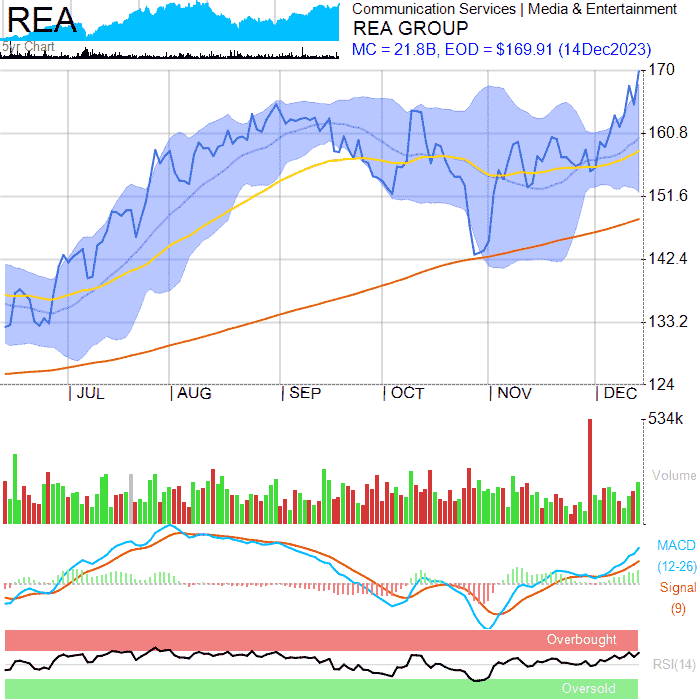 REA
5yr Chart
Communication Services | Media & Entertainment
REA GROUP
MC = 21.8B, EOD = $169.91 (14Dec2023)
170
160.8
151.6
142.4
133.2
124
JUL AUG SEP OCT NOV DEC
534k
Volume
MACD
(12-26)
Signal
(9)
Overbought
RSI(14)
Oversold